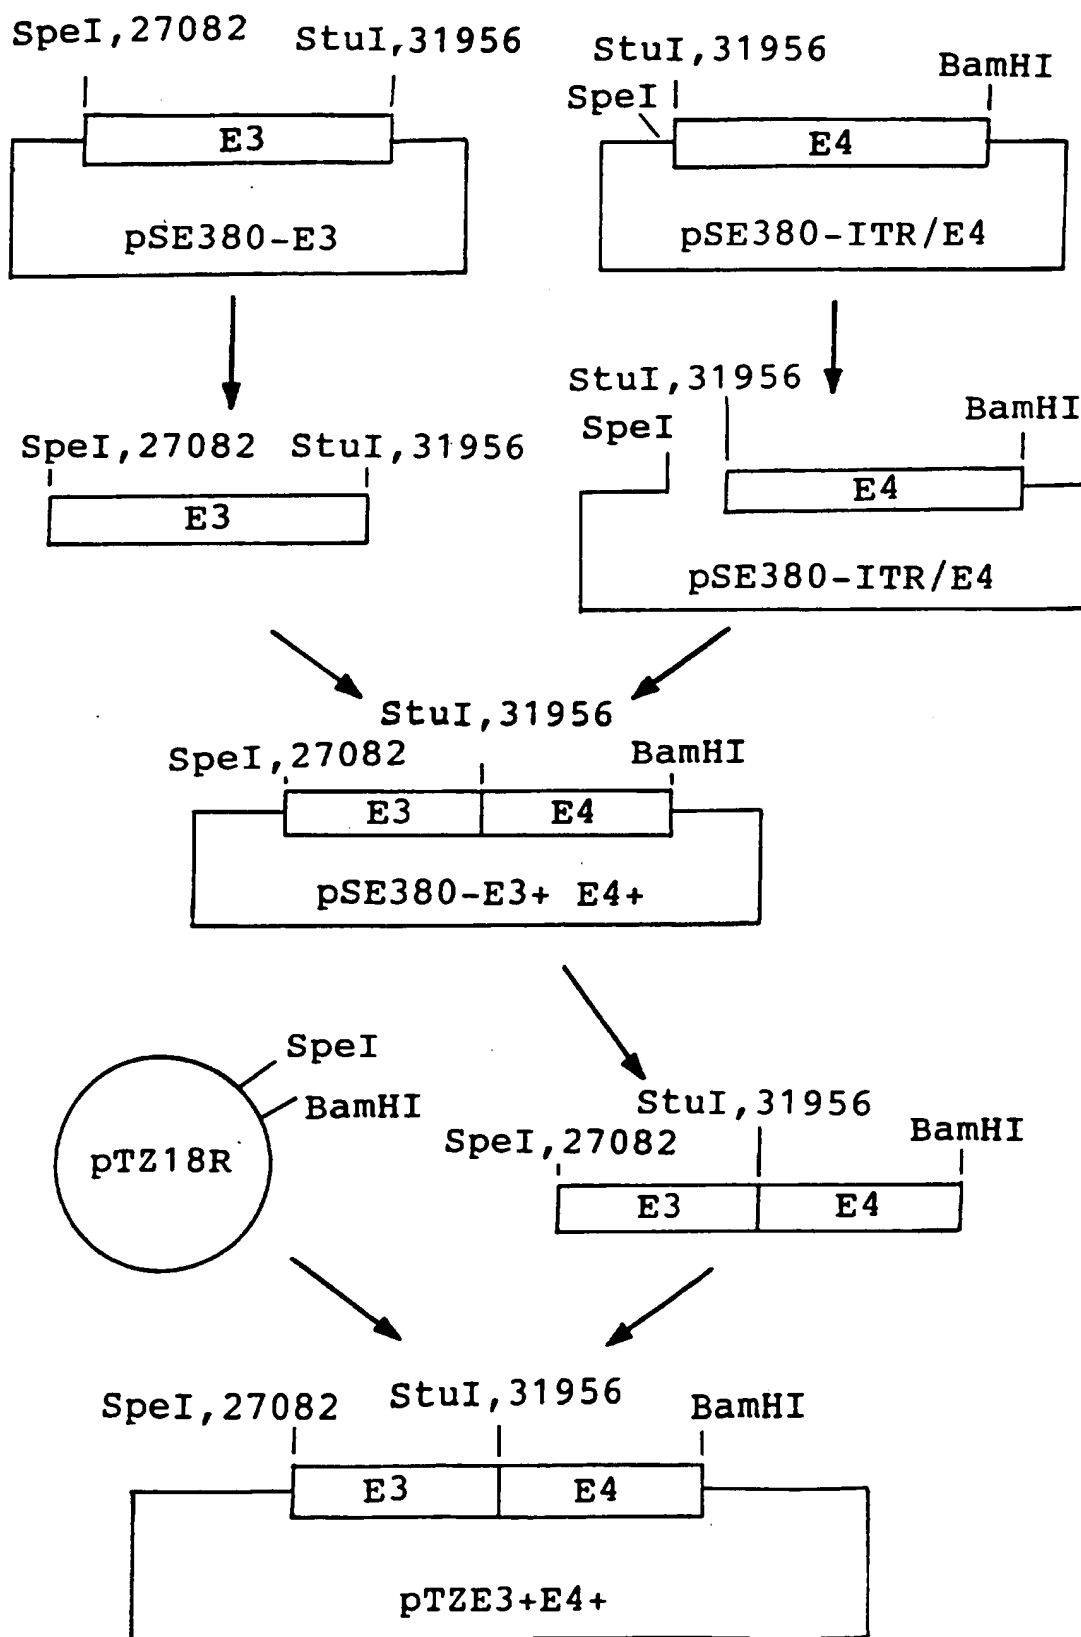 SpeI,27082
StuI,31956
E3
pSE380-E3
StuI,31956
BamHI
SpeI
E4
pSE380-ITR/E4
SpeI,27082 StuI,31956
E3
StuI,31956
SpeI
BamHI
E4
pSE380-ITR/E4
StuI,31956
SpeI,27082
BamHI
E3
E4
pSE380-E3+ E4+
SpeI
BamHI
pTZ18R
StuI,31956
SpeI,27082
BamHI
E3
E4
SpeI,27082
StuI,31956
BamHI
E3
E4
pTZE3+E4+